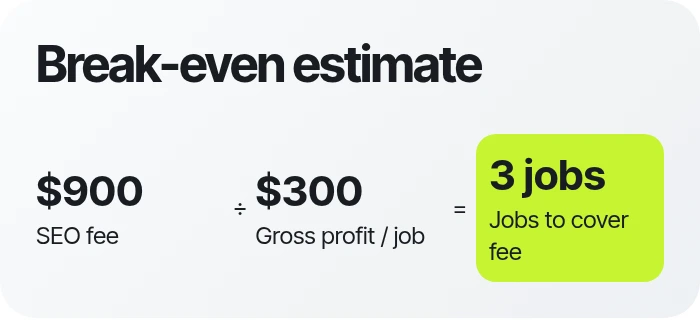 Break-even estimate
$900
SEO fee
÷
$300
Gross profit / job
=
3 jobs
Jobs to cover
fee